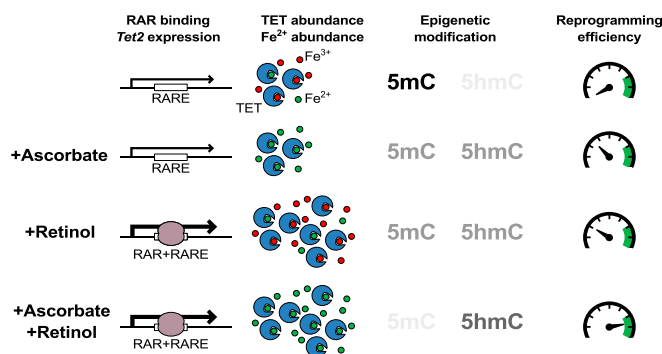 RAR binding
Tet2 expression
TET abundance
Fe²⁺ abundance
Epigenetic
modification
Reprogramming
efficiency
RARE
TET
Fe³⁺
Fe²⁺
5mC 5hmC
+Ascorbate
RARE
5mC 5hmC
+Retinol
RAR+RARE
5mC 5hmC
+Ascorbate
+Retinol
RAR+RARE
5mC 5hmC